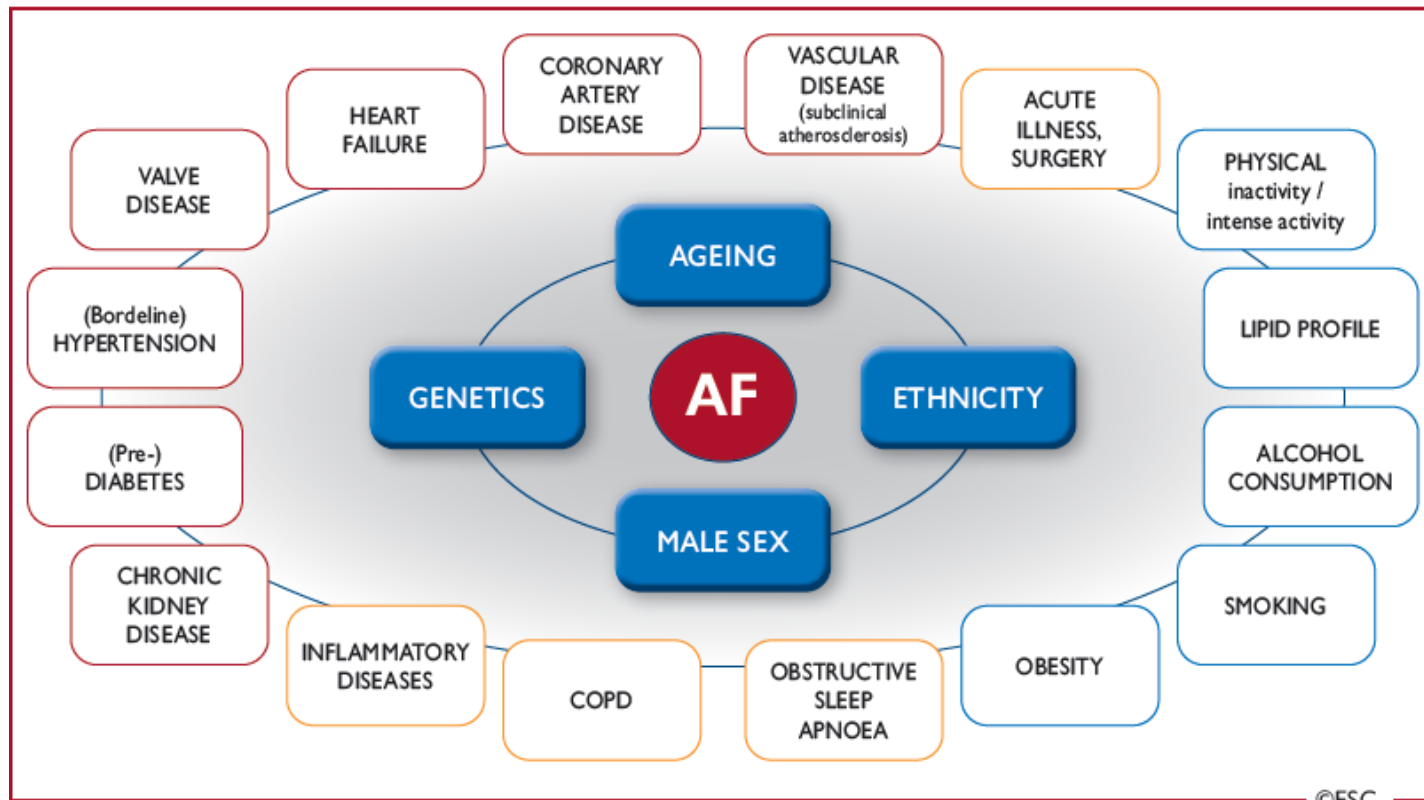 CORONARY
ARTERY
DISEASE
VASCULAR
DISEASE
(subclinical
atherosclerosis)
HEART
FAILURE
ACUTE
ILLNESS,
SURGERY
VALVE
DISEASE
PHYSICAL
inactivity /
intense activity
AGEING
(Bordeline)
HYPERTENSION
LIPID PROFILE
GENETICS
AF
ETHNICITY
(Pre-)
DIABETES
ALCOHOL
CONSUMPTION
MALE SEX
CHRONIC
KIDNEY
DISEASE
SMOKING
INFLAMMATORY
DISEASES
COPD
OBSTRUCTIVE
SLEEP
APNOEA
OBESITY
©ESC